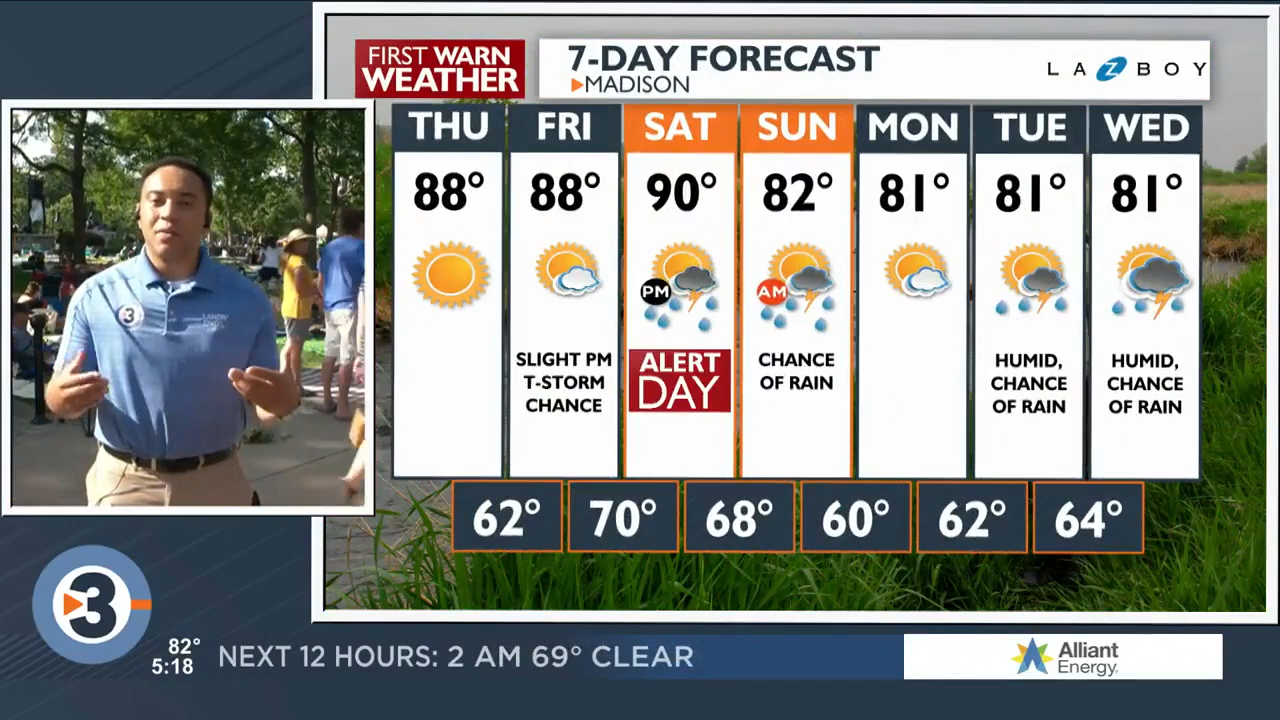 FIRST WARN
WEATHER
7-DAY FORECAST
MADISON
LA Z BOY
THU FRI SAT SUN MON TUE WED
88° 88° 90° 82° 81° 81° 81°
PM AM
SLIGHT PM
T-STORM
CHANCE
ALERT
DAY
CHANCE
OF RAIN
HUMID,
CHANCE
OF RAIN
HUMID,
CHANCE
OF RAIN
62° 70° 68° 60° 62° 64°
3
LANDS'
END
3
82°
5:18
NEXT 12 HOURS: 2 AM 69° CLEAR
Alliant
Energy